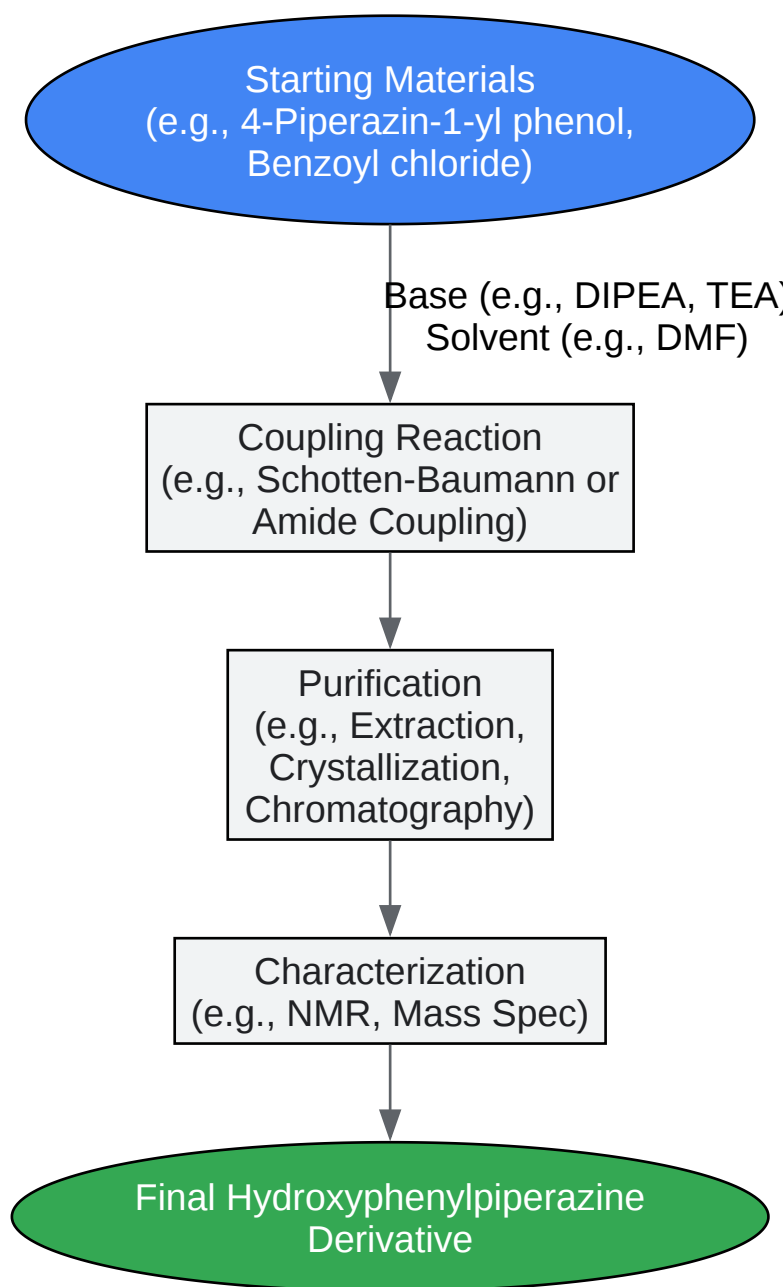 Starting Materials
(e.g., 4-Piperazin-1-yl phenol,
Benzoyl chloride)
Base (e.g., DIPEA, TEA)
Solvent (e.g., DMF)
Coupling Reaction
(e.g., Schotten-Baumann or
Amide Coupling)
Purification
(e.g., Extraction,
Crystallization,
Chromatography)
Characterization
(e.g., NMR, Mass Spec)
Final Hydroxyphenylpiperazine
Derivative